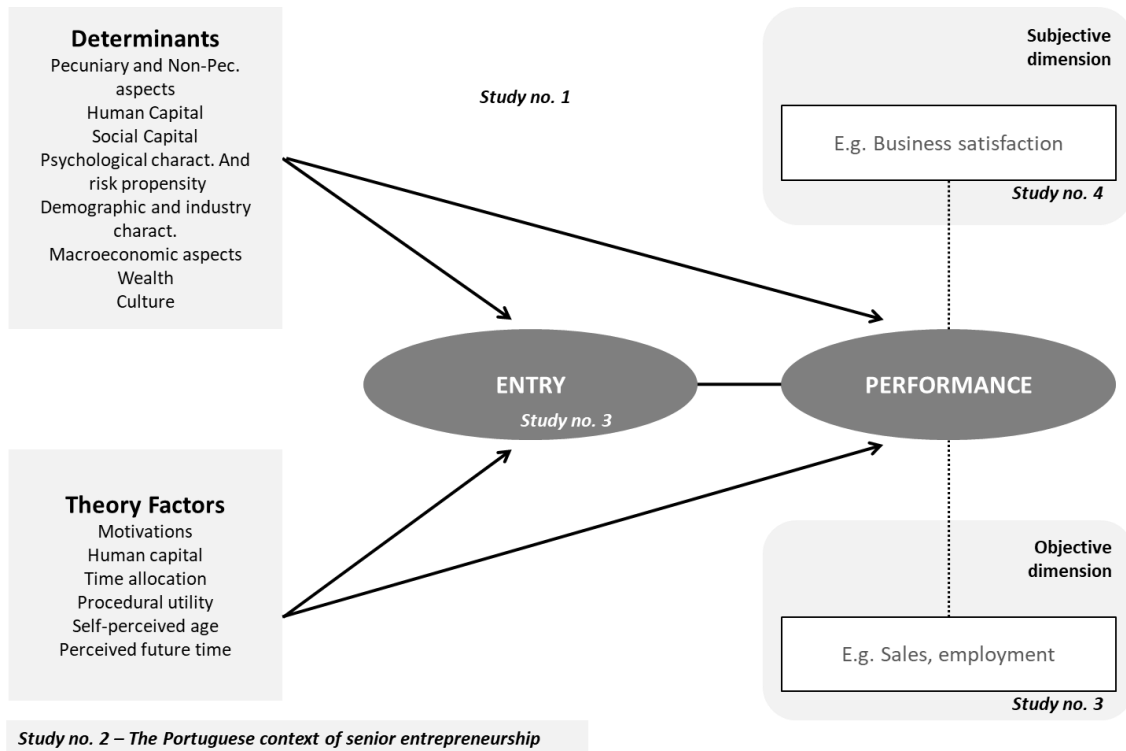 Determinants
Pecuniary and Non-Pec.
aspects
Human Capital
Social Capital
Psychological charact. And
risk propensity
Demographic and industry
charact.
Macroeconomic aspects
Wealth
Culture
Study no. 1
Subjective
dimension
E.g. Business satisfaction
Study no. 4
ENTRY
Study no. 3
PERFORMANCE
Theory Factors
Motivations
Human capital
Time allocation
Procedural utility
Self-perceived age
Perceived future time
Objective
dimension
E.g. Sales, employment
Study no. 3
Study no. 2 – The Portuguese context of senior entrepreneurship